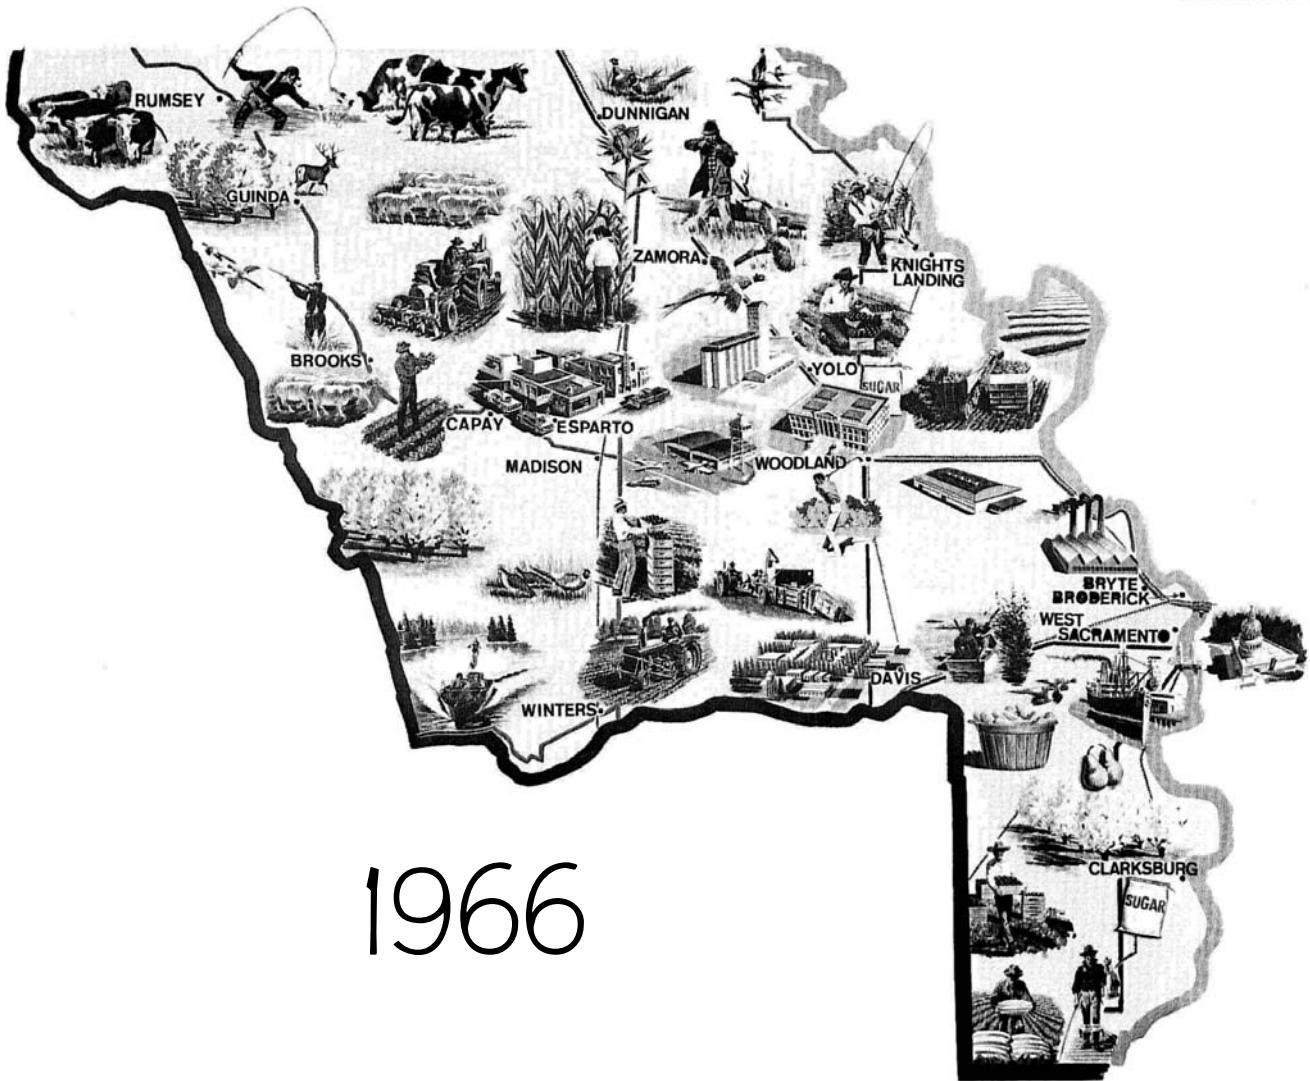 RUMSEY
DUNNIGAN
GUINDA
ZAMORA
KNIGHTS
LANDING
BROOKS
YOLO
SUGAR
CAPAY
ESPARTO
MADISON
WOODLAND
BRYTE
BRODERICK
WEST
SACRAMENTO
DAVIS
WINTERS
1966
CLARKSBURG
SUGAR